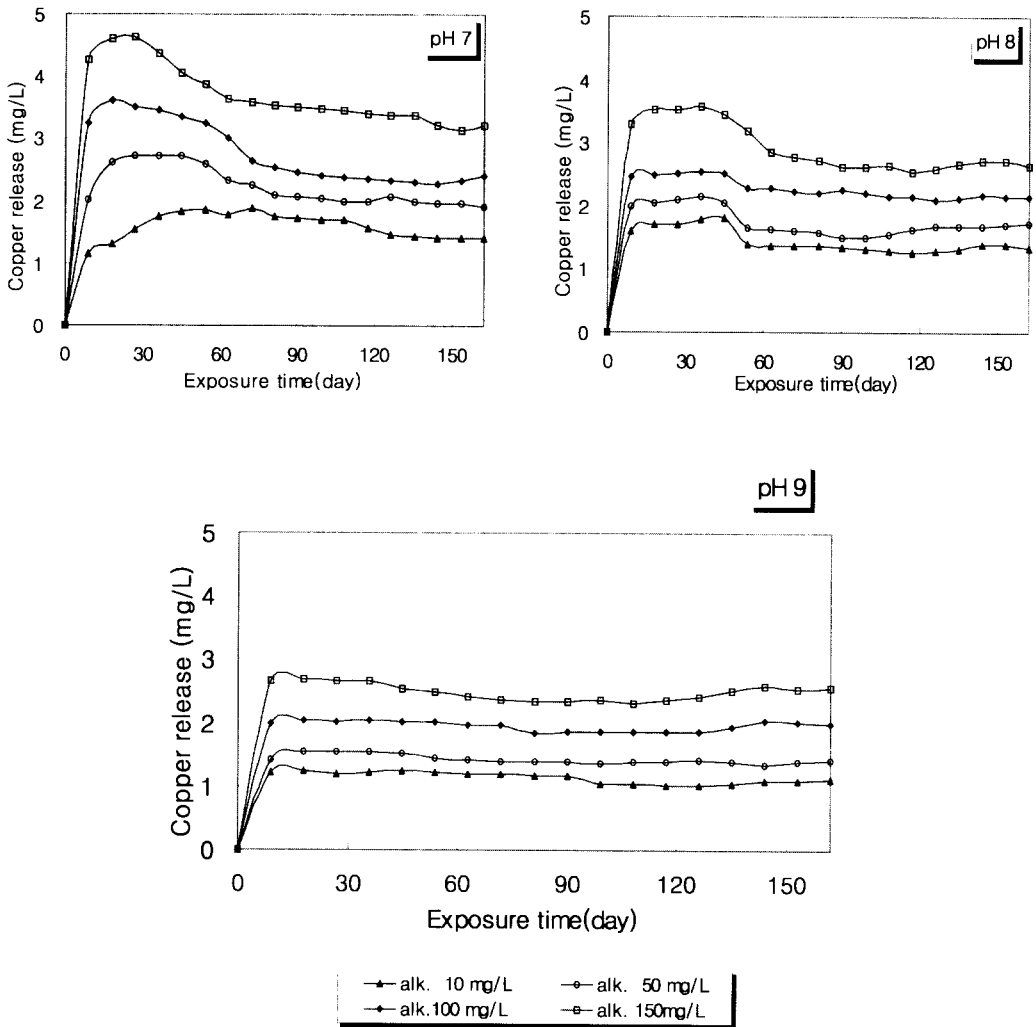 pH 7
5
4
3
2
1
0
Copper release (mg/L)
0 30 60 90 120 150
Exposure time(day)
pH 8
5
4
3
2
1
0
Copper release (mg/L)
0 30 60 90 120 150
Exposure time(day)
pH 9
5
4
3
2
1
0
Copper release (mg/L)
0 30 60 90 120 150
Exposure time(day)
alk. 10 mg/L alk. 50 mg/L
alk.100 mg/L alk. 150mg/L